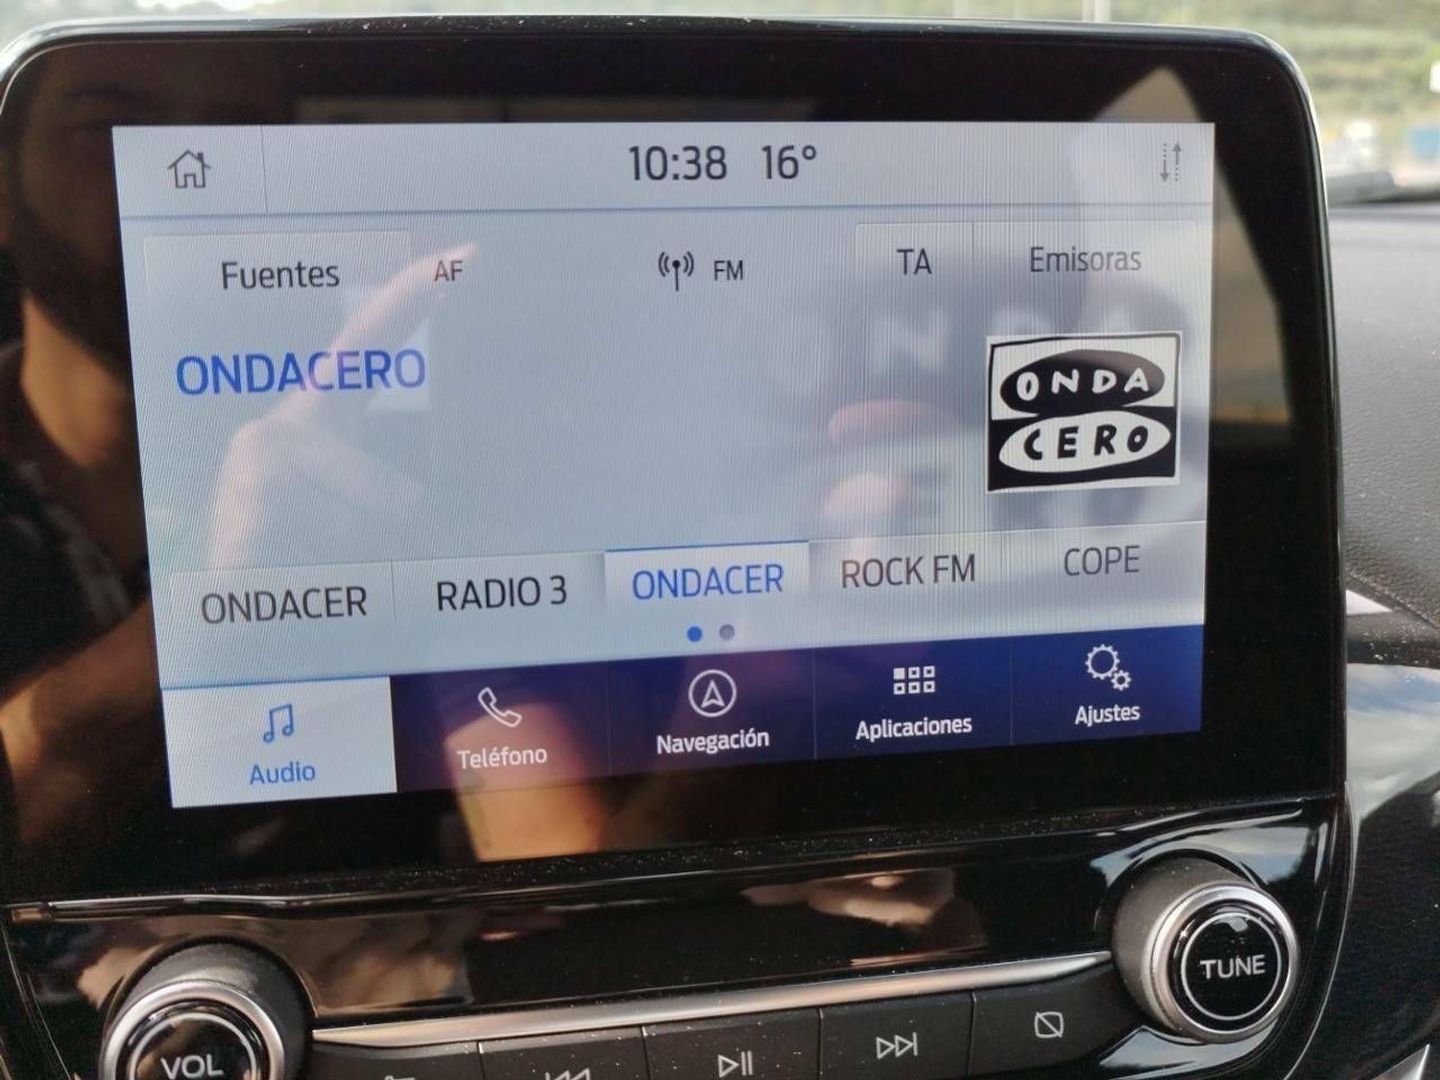 10:38 16°
Fuentes AF FM TA Emisoras
ONDACERO
ONDA
CERO
ONDACER RADIO 3 ONDACER ROCK FM COPE
Audio Teléfono Navegación Aplicaciones Ajustes
VOL TUNE